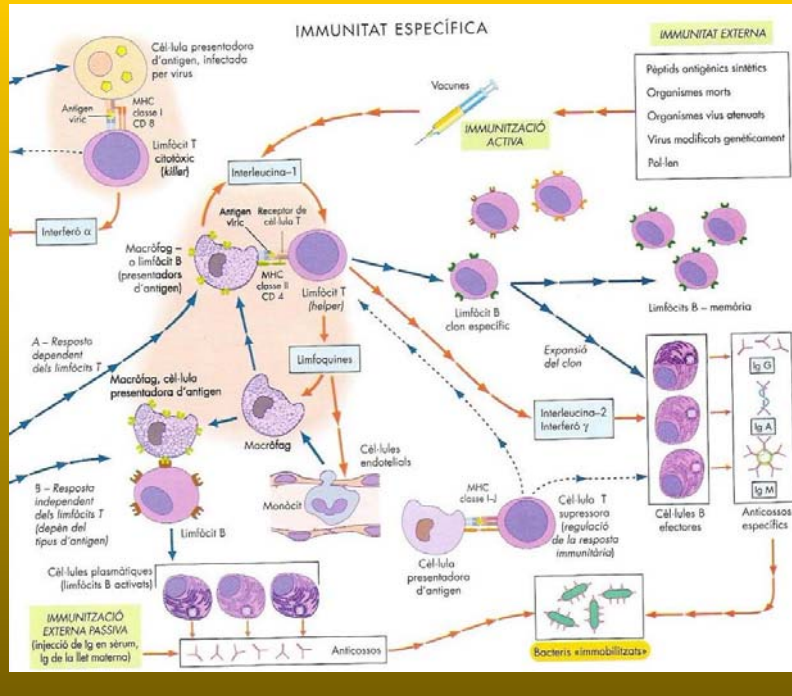 IMMUNITAT ESPECÍFICA
IMMUNITAT EXTERNA
Pèptids antigènics sintètics
Organismes morts
Organismes vius atenuats
Virus modificats genèticament
Pol·len
Vacunes
IMMUNITZACIÓ
ACTIVA
Cèl·lula presentadora
d'antigen, infectada
per virus
Antigen
víric
MHC
classe I
CD 8
Limfòcit T
citotòxic
(killer)
Interferó α
Interleucina-1
Antigen
víric
Receptor de
cèl·lula T
Macròfag –
o limfòcit B
(presentadors
d'antigen)
MHC
classe II
CD 4
Limfòcit T
(helper)
Limfòcit B
clon específic
Limfòcits B – memòria
Expansió
del clon
A – Resposta
dependent
dels limfòcits T
Limfoquines
Macròfag, cèl·lula
presentadora d'antigen
Macròfag
Cèl·lules
endotelials
Monòcit
Interleucina-2
Interferó γ
Ig G
Ig A
Ig M
Cèl·lules B
efectores
Anticossos
específics
B – Resposta
independent
dels limfòcits T
(depèn del
tipus d'antigen)
Limfòcit B
MHC
classe I-J
Cèl·lula T
supressora
(regulació
de la resposta
immunitària)
Cèl·lula
presentadora
d'antigen
Cèl·lules plasmàtiques
(limfòcits B activats)
IMMUNITZACIÓ
EXTERNA PASSIVA
(injecció de Ig en sèrum,
Ig de la llet materna)
Anticossos
Bacteris «immobilitzats»